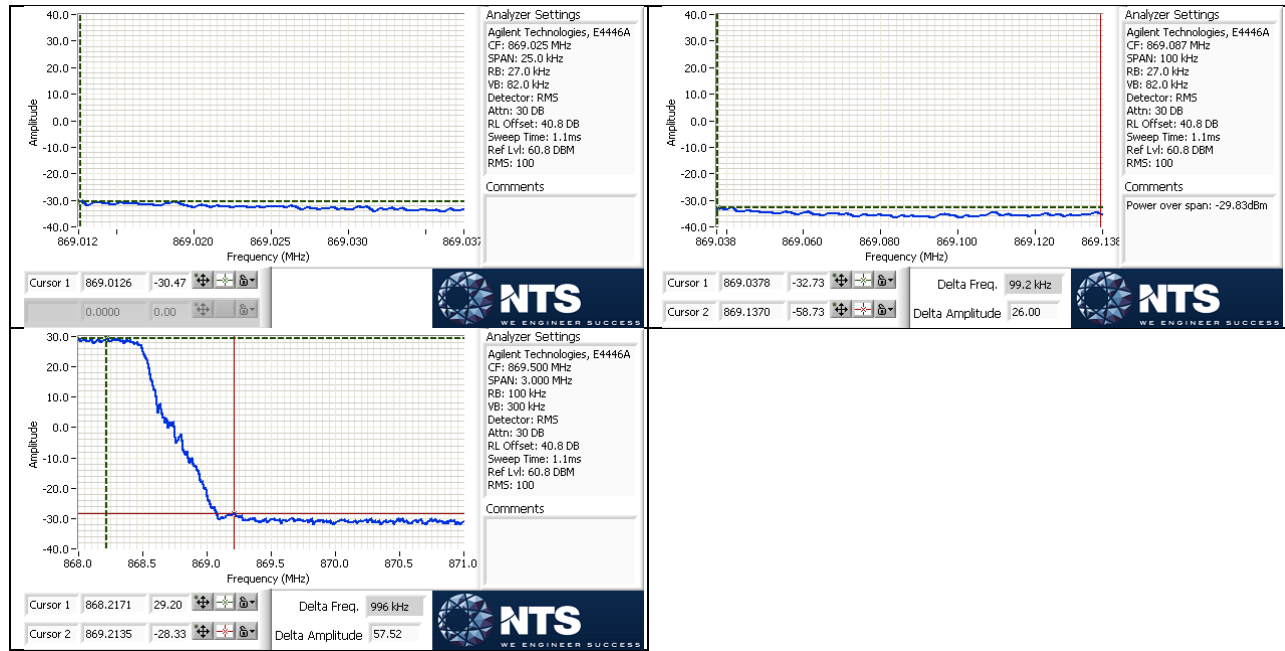 40.0
30.0
20.0
10.0
0.0
-10.0
-20.0
-30.0
-40.0
Amplitude
869.012 869.020 869.025 869.030 869.037
Frequency (MHz)
Analyzer Settings
Agilent Technologies, E4446A
CF: 869.025 MHz
SPAN: 25.0 kHz
RB: 27.0 kHz
VB: 82.0 kHz
Detector: RMS
Attn: 30 DB
RL Offset: 40.8 DB
Sweep Time: 1.1ms
Ref Lvl: 60.8 DBM
RMS: 100
Comments
Cursor 1 869.0126 -30.47
0.0000 0.00
NTS
WE ENGINEER SUCCESS
40.0
30.0
20.0
10.0
0.0
-10.0
-20.0
-30.0
-40.0
Amplitude
869.038 869.060 869.080 869.100 869.120 869.138
Frequency (MHz)
Analyzer Settings
Agilent Technologies, E4446A
CF: 869.087 MHz
SPAN: 100 kHz
RB: 27.0 kHz
VB: 82.0 kHz
Detector: RMS
Attn: 30 DB
RL Offset: 40.8 DB
Sweep Time: 1.1ms
Ref Lvl: 60.8 DBM
RMS: 100
Comments
Power over span: -29.83dBm
Cursor 1 869.0378 -32.73 Delta Freq. 99.2 kHz
Cursor 2 869.1370 -58.73 Delta Amplitude 26.00
NTS
WE ENGINEER SUCCESS
30.0
20.0
10.0
0.0
-10.0
-20.0
-30.0
-40.0
Amplitude
868.0 868.5 869.0 869.5 870.0 870.5 871.0
Frequency (MHz)
Analyzer Settings
Agilent Technologies, E4446A
CF: 869.500 MHz
SPAN: 3.000 MHz
RB: 100 kHz
VB: 300 kHz
Detector: RMS
Attn: 30 DB
RL Offset: 40.8 DB
Sweep Time: 1.1ms
Ref Lvl: 60.8 DBM
RMS: 100
Comments
Cursor 1 868.2171 29.20 Delta Freq. 996 kHz
Cursor 2 869.2135 -28.33 Delta Amplitude 57.52
NTS
WE ENGINEER SUCCESS